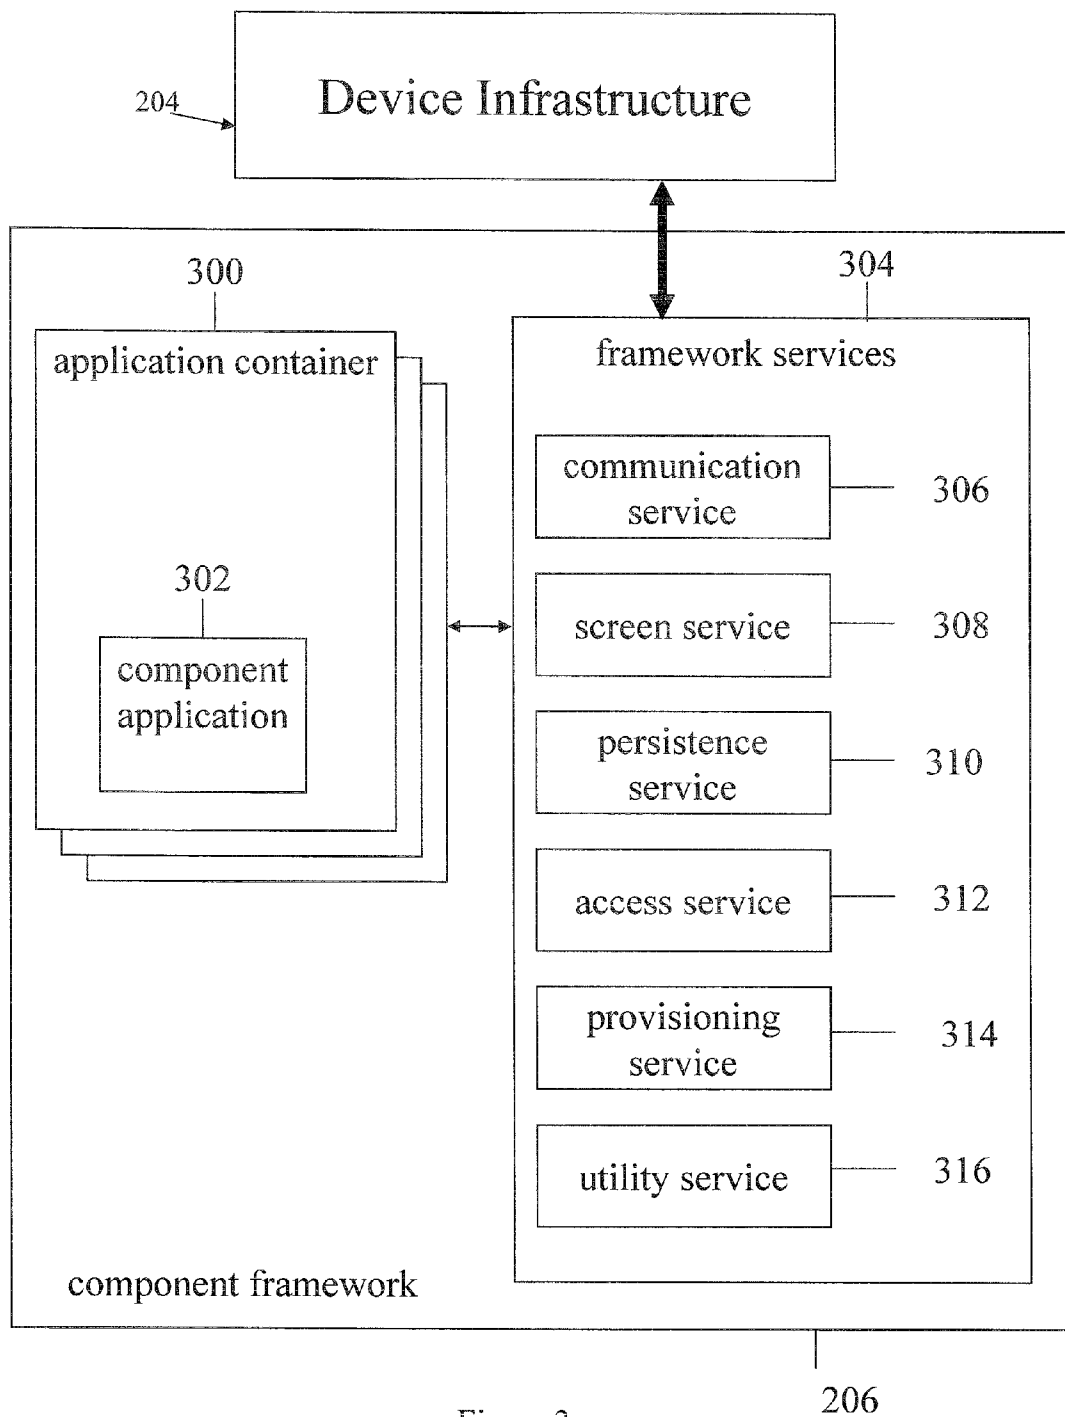 Device Infrastructure
204
300
304
application container
framework services
communication
service
306
302
screen service
308
component
application
persistence
service
310
access service
312
provisioning
service
314
utility service
316
component framework
206